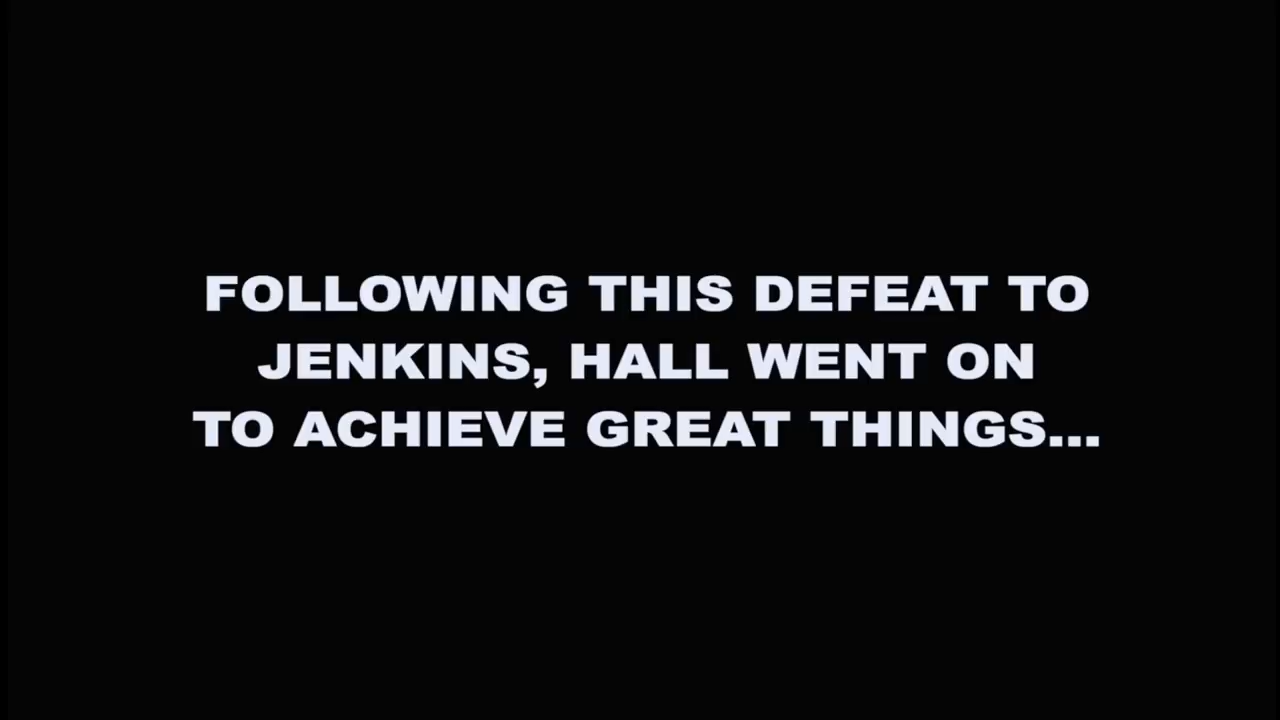 FOLLOWING THIS DEFEAT TO
JENKINS, HALL WENT ON
TO ACHIEVE GREAT THINGS...